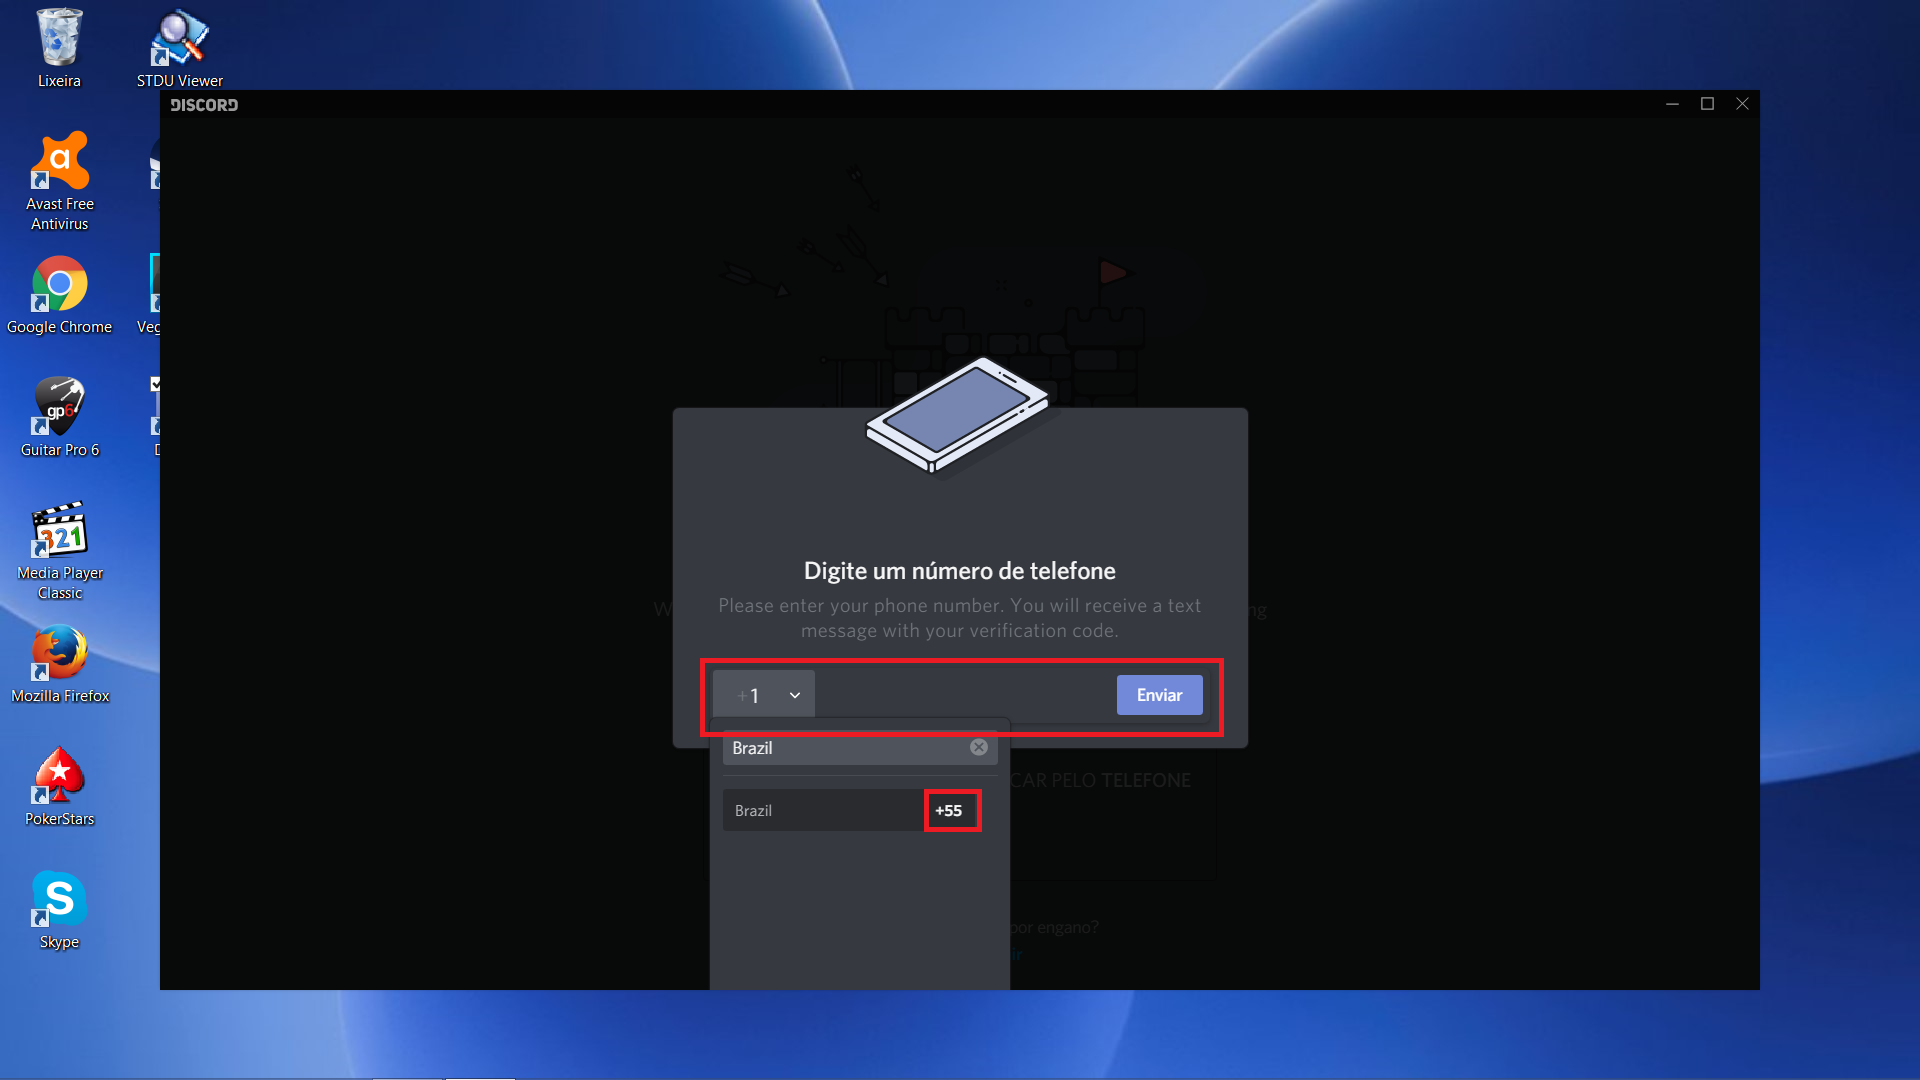 Lixeira
STDU Viewer
DISCORD
Avast Free
Antivirus
Google Chrome
Guitar Pro 6
Media Player
Classic
Mozilla Firefox
PokerStars
Skype
Digite um número de telefone
Please enter your phone number. You will receive a text
message with your verification code.
+1
Enviar
Brazil
Brazil
+55
CAR PELO TELEFONE
por engano?